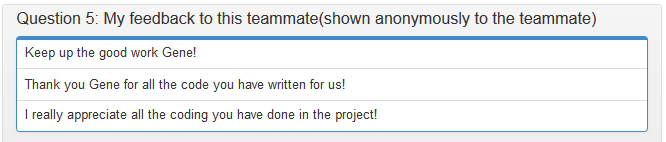 Question 5: My feedback to this teammate(shown anonymously to the teammate)
Keep up the good work Gene!
Thank you Gene for all the code you have written for us!
I really appreciate all the coding you have done in the project!